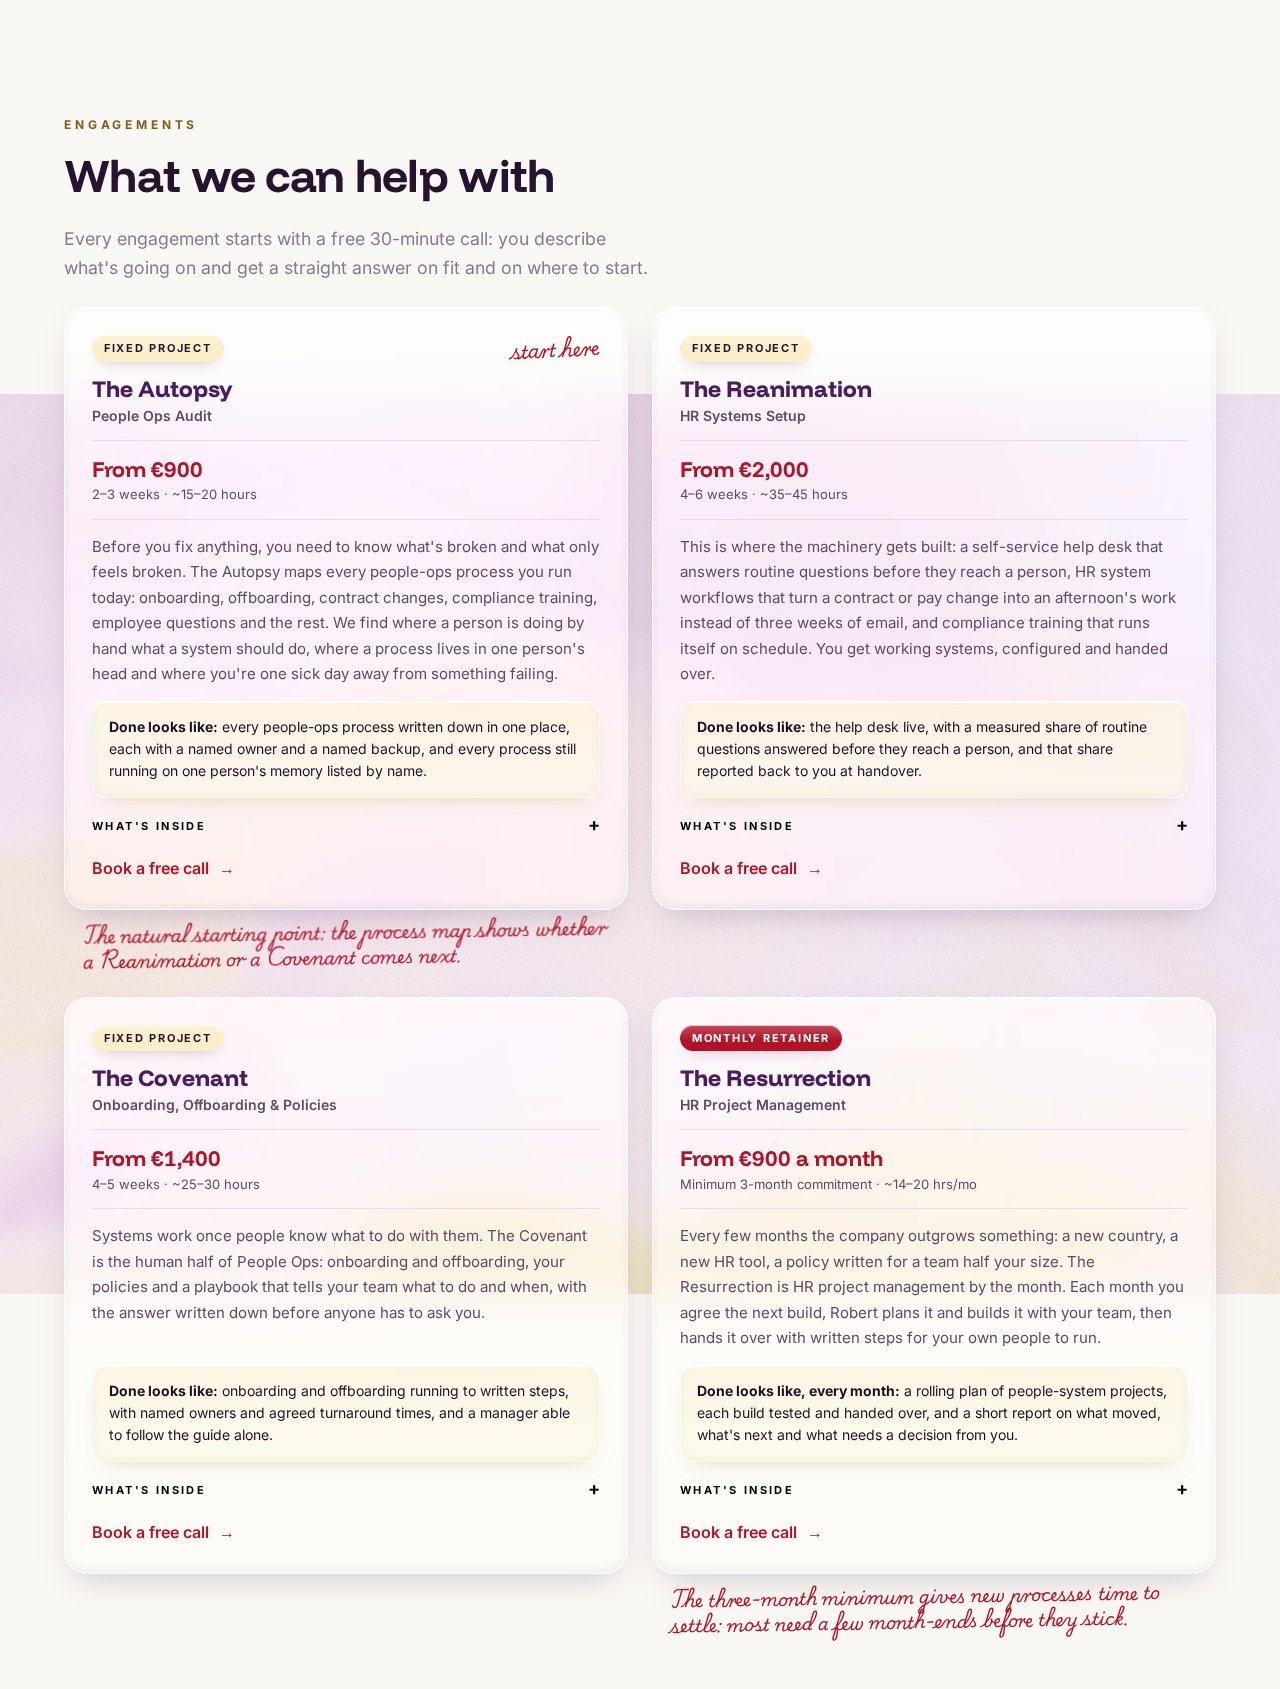 ENGAGEMENTS
What we can help with
Every engagement starts with a free 30-minute call: you describe
what's going on and get a straight answer on fit and on where to start.
FIXED PROJECT
start here
The Autopsy
People Ops Audit
From €900
2–3 weeks · ~15–20 hours
Before you fix anything, you need to know what's broken and what only
feels broken. The Autopsy maps every people-ops process you run
today: onboarding, offboarding, contract changes, compliance training,
employee questions and the rest. We find where a person is doing by
hand what a system should do, where a process lives in one person's
head and where you're one sick day away from something failing.
Done looks like: every people-ops process written down in one place,
each with a named owner and a named backup, and every process still
running on one person's memory listed by name.
WHAT'S INSIDE +
Book a free call →
The natural starting point: the process map shows whether
a Reanimation or a Covenant comes next.
FIXED PROJECT
The Reanimation
HR Systems Setup
From €2,000
4–6 weeks · ~35–45 hours
This is where the machinery gets built: a self-service help desk that
answers routine questions before they reach a person, HR system
workflows that turn a contract or pay change into an afternoon's work
instead of three weeks of email, and compliance training that runs
itself on schedule. You get working systems, configured and handed
over.
Done looks like: the help desk live, with a measured share of routine
questions answered before they reach a person, and that share
reported back to you at handover.
WHAT'S INSIDE +
Book a free call →
FIXED PROJECT
The Covenant
Onboarding, Offboarding & Policies
From €1,400
4–5 weeks · ~25–30 hours
Systems work once people know what to do with them. The Covenant
is the human half of People Ops: onboarding and offboarding, your
policies and a playbook that tells your team what to do and when, with
the answer written down before anyone has to ask you.
Done looks like: onboarding and offboarding running to written steps,
with named owners and agreed turnaround times, and a manager able
to follow the guide alone.
WHAT'S INSIDE +
Book a free call →
MONTHLY RETAINER
The Resurrection
HR Project Management
From €900 a month
Minimum 3-month commitment · ~14–20 hrs/mo
Every few months the company outgrows something: a new country, a
new HR tool, a policy written for a team half your size. The
Resurrection is HR project management by the month. Each month you
agree the next build, Robert plans it and builds it with your team, then
hands it over with written steps for your own people to run.
Done looks like, every month: a rolling plan of people-system projects,
each build tested and handed over, and a short report on what moved,
what's next and what needs a decision from you.
WHAT'S INSIDE +
Book a free call →
The three-month minimum gives new processes time to
settle: most need a few month-ends before they stick.